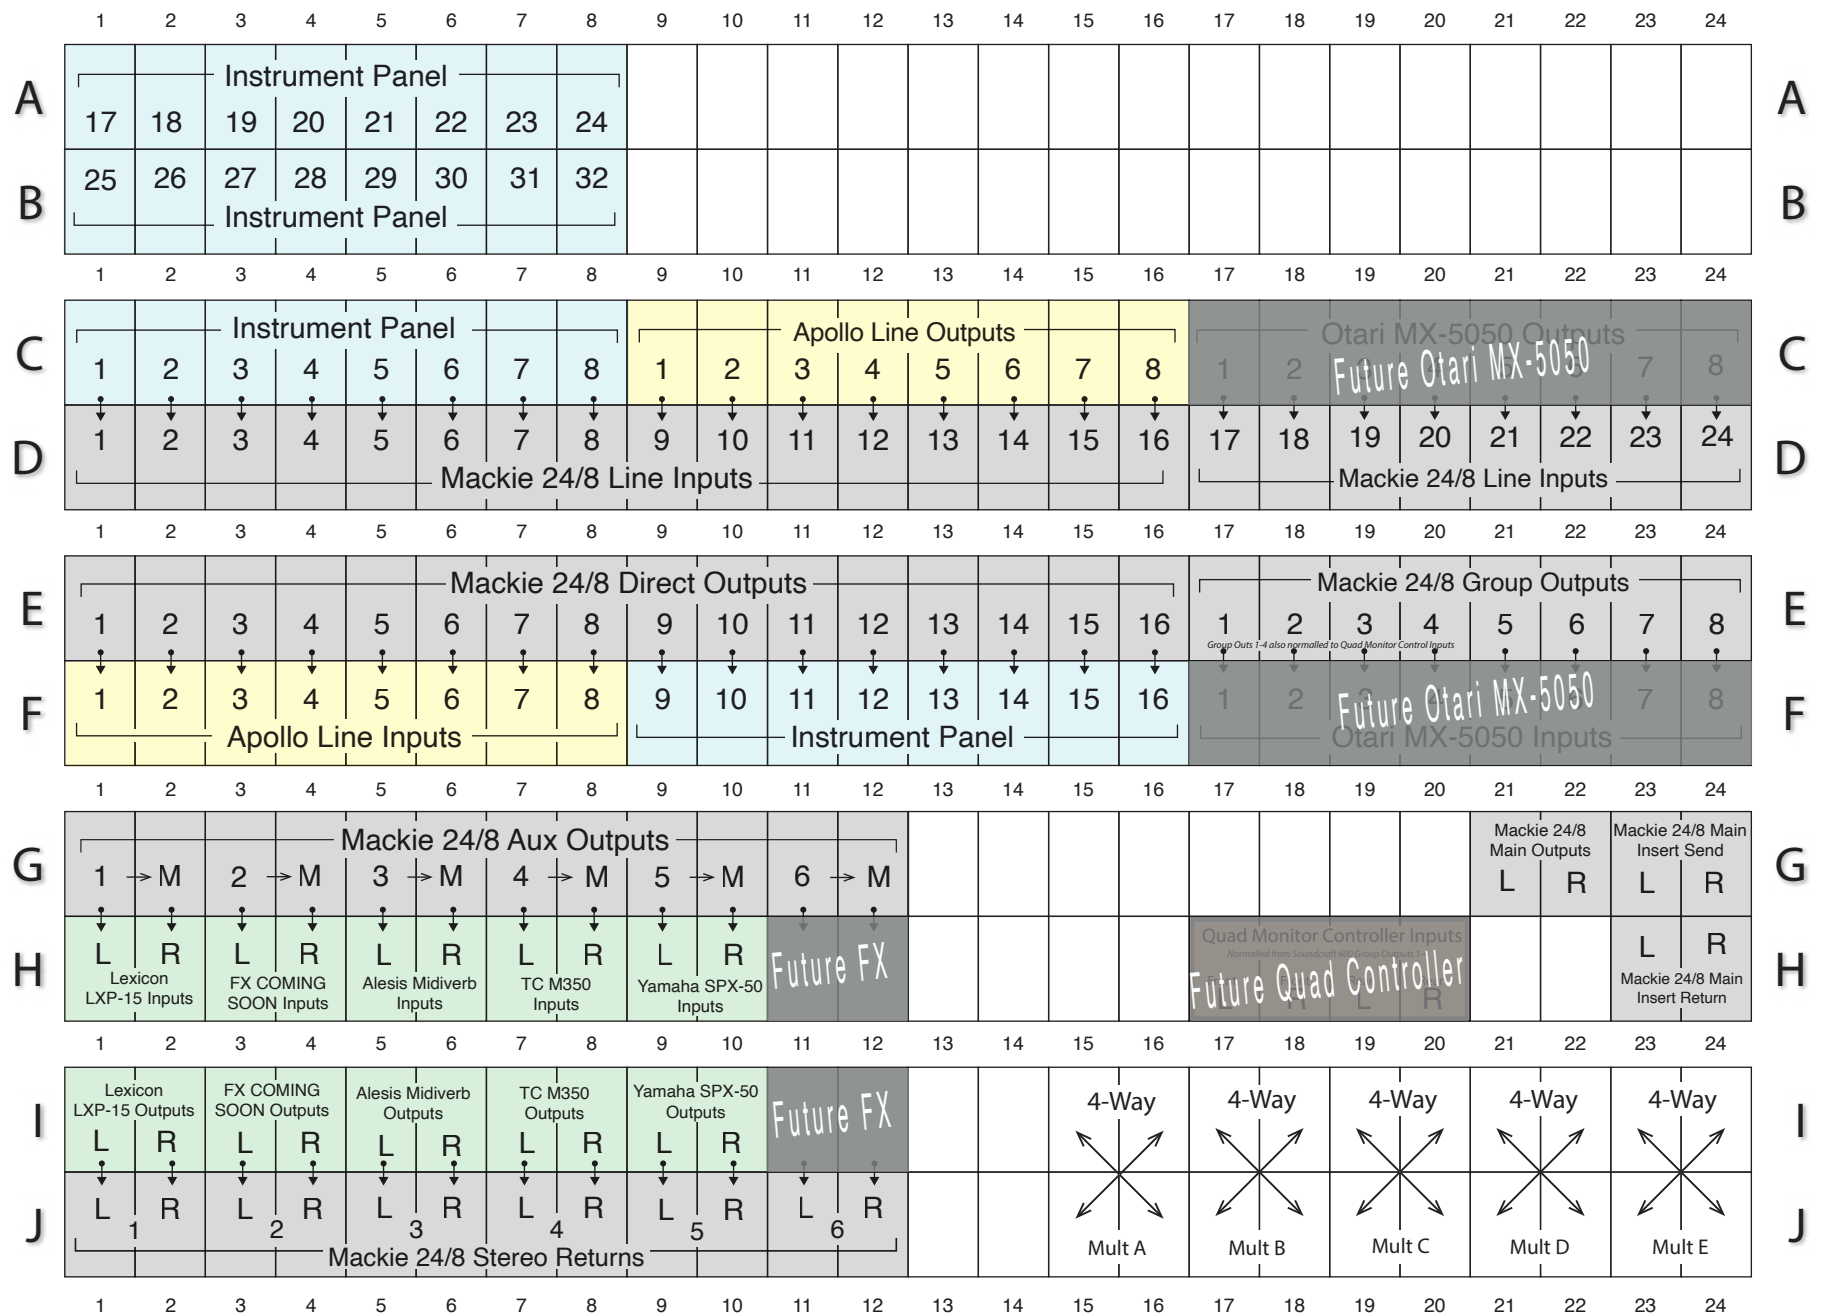 1 2 3 4 5 6 7 8 9 10 11 12 13 14 15 16 17 18 19 20 21 22 23 24
A Instrument Panel A
17 18 19 20 21 22 23 24
B 25 26 27 28 29 30 31 32 B
Instrument Panel
1 2 3 4 5 6 7 8 9 10 11 12 13 14 15 16 17 18 19 20 21 22 23 24
C Instrument Panel Apollo Line Outputs Otari MX-5050 Outputs C
Future Otari MX-5050
1 2 3 4 5 6 7 8 1 2 3 4 5 6 7 8 1 2 7 8
D 1 2 3 4 5 6 7 8 9 10 11 12 13 14 15 16 17 18 19 20 21 22 23 24 D
Mackie 24/8 Line Inputs Mackie 24/8 Line Inputs
1 2 3 4 5 6 7 8 9 10 11 12 13 14 15 16 17 18 19 20 21 22 23 24
E Mackie 24/8 Direct Outputs Mackie 24/8 Group Outputs E
1 2 3 4 5 6 7 8 9 10 11 12 13 14 15 16 1 2 3 4 5 6 7 8
Group Outs 1-4 also normalled to Quad Monitor Control Inputs
F 1 2 3 4 5 6 7 8 9 10 11 12 13 14 15 16 1 2 7 8 F
Future Otari MX-5050
Apollo Line Inputs Instrument Panel Otari MX-5050 Inputs
1 2 3 4 5 6 7 8 9 10 11 12 13 14 15 16 17 18 19 20 21 22 23 24
G Mackie 24/8 Aux Outputs G
1 M 2 M 3 M 4 M 5 M 6 M
Mackie 24/8
Main Outputs
L R
Mackie 24/8 Main
Insert Send
L R
H L R L R L R L R L R H
Lexicon
LXP-15 Inputs
FX COMING
SOON Inputs
Alesis Midiverb
Inputs
TC M350
Inputs
Yamaha SPX-50
Inputs
Future FX
Quad Monitor Controller Inputs
Normalled from Soundcraft 600 Group Outputs
Future Quad Controller
L R L R
L R
Mackie 24/8 Main
Insert Return
1 2 3 4 5 6 7 8 9 10 11 12 13 14 15 16 17 18 19 20 21 22 23 24
I I
Lexicon
LXP-15 Outputs
L R
FX COMING
SOON Outputs
L R
Alesis Midiverb
Outputs
L R
TC M350
Outputs
L R
Yamaha SPX-50
Outputs
L R
Future FX
4-Way 4-Way 4-Way 4-Way 4-Way
J L R L R L R L R L R L R J
1 2 3 4 5 6
Mackie 24/8 Stereo Returns
Mult A Mult B Mult C Mult D Mult E
1 2 3 4 5 6 7 8 9 10 11 12 13 14 15 16 17 18 19 20 21 22 23 24